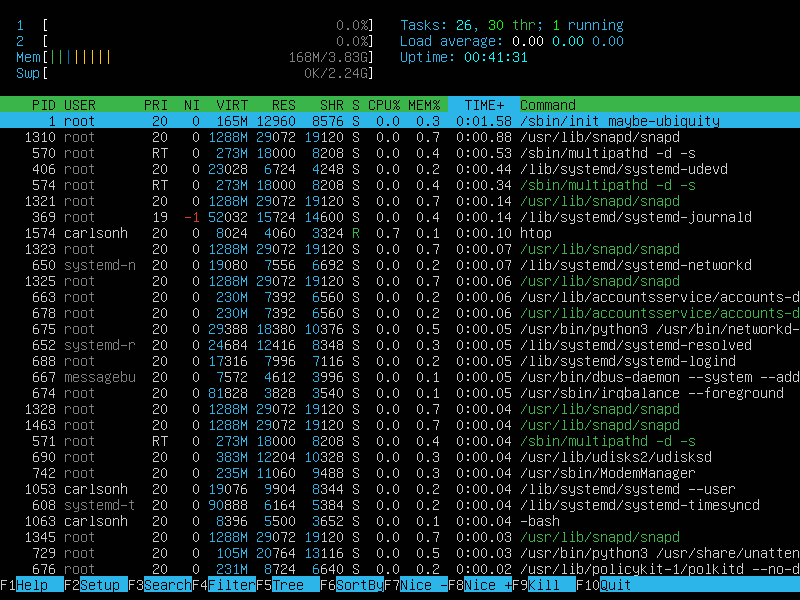 1 [ 0.0%] Tasks: 26, 30 thr; 1 running
2 [ 0.0%] Load average: 0.00 0.00 0.00
Mem[||||||||| 168M/3.83G] Uptime: 00:41:31
Swp[ 0K/2.24G]
PID USER PRI NI VIRT RES SHR S CPU% MEM% TIME+ Command
1 root 20 0 165M 12960 8576 S 0.0 0.3 0:01.58 /sbin/init maybe-ubiquity
1310 root 20 0 1288M 29072 19120 S 0.0 0.7 0:00.88 /usr/lib/snapd/snapd
570 root RT 0 273M 18000 8208 S 0.0 0.4 0:00.53 /sbin/multipathd -d -s
406 root 20 0 23028 6724 4248 S 0.0 0.2 0:00.44 /lib/systemd/systemd-udevd
574 root RT 0 273M 18000 8208 S 0.0 0.4 0:00.34 /sbin/multipathd -d -s
1321 root 20 0 1288M 29072 19120 S 0.0 0.7 0:00.14 /usr/lib/snapd/snapd
369 root 19 -1 52032 15724 14600 S 0.0 0.4 0:00.14 /lib/systemd/systemd-journald
1574 carlsonh 20 0 8024 4060 3324 R 0.7 0.1 0:00.10 htop
1323 root 20 0 1288M 29072 19120 S 0.0 0.7 0:00.07 /usr/lib/snapd/snapd
650 systemd-n 20 0 19080 7556 6692 S 0.0 0.2 0:00.07 /lib/systemd/systemd-networkd
1325 root 20 0 1288M 29072 19120 S 0.0 0.7 0:00.06 /usr/lib/snapd/snapd
663 root 20 0 230M 7392 6560 S 0.0 0.2 0:00.06 /usr/lib/accountsservice/accounts-d
678 root 20 0 230M 7392 6560 S 0.0 0.2 0:00.06 /usr/lib/accountsservice/accounts-d
675 root 20 0 29388 18380 10376 S 0.0 0.5 0:00.05 /usr/bin/python3 /usr/bin/networkd-
652 systemd-r 20 0 24684 12416 8348 S 0.0 0.3 0:00.05 /lib/systemd/systemd-resolved
688 root 20 0 17316 7996 7116 S 0.0 0.2 0:00.05 /lib/systemd/systemd-logind
667 messagebu 20 0 7572 4612 3996 S 0.0 0.1 0:00.05 /usr/bin/dbus-daemon --system --add
674 root 20 0 81828 3828 3540 S 0.0 0.1 0:00.05 /usr/sbin/irqbalance --foreground
1328 root 20 0 1288M 29072 19120 S 0.0 0.7 0:00.04 /usr/lib/snapd/snapd
1463 root 20 0 1288M 29072 19120 S 0.0 0.7 0:00.04 /usr/lib/snapd/snapd
571 root RT 0 273M 18000 8208 S 0.0 0.4 0:00.04 /sbin/multipathd -d -s
690 root 20 0 383M 12204 10328 S 0.0 0.3 0:00.04 /usr/lib/udisks2/udisksd
742 root 20 0 235M 11060 9488 S 0.0 0.3 0:00.04 /usr/sbin/ModemManager
1053 carlsonh 20 0 19076 9904 8344 S 0.0 0.2 0:00.04 /lib/systemd/systemd --user
608 systemd-t 20 0 90888 6164 5384 S 0.0 0.2 0:00.04 /lib/systemd/systemd-timesyncd
1063 carlsonh 20 0 8396 5500 3652 S 0.0 0.1 0:00.04 -bash
1345 root 20 0 1288M 29072 19120 S 0.0 0.7 0:00.03 /usr/lib/snapd/snapd
729 root 20 0 105M 20764 13116 S 0.0 0.5 0:00.03 /usr/bin/python3 /usr/share/unatten
676 root 20 0 231M 8724 6640 S 0.0 0.2 0:00.02 /usr/lib/policykit-1/polkitd --no-d
F1Help F2Setup F3SearchF4FilterF5Tree F6SortByF7Nice -F8Nice +F9Kill F10Quit